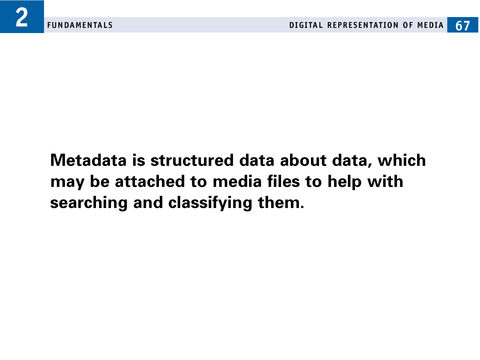 2
FUNDAMENTALS DIGITAL REPRESENTATION OF MEDIA 67
Metadata is structured data about data, which
may be attached to media files to help with
searching and classifying them.